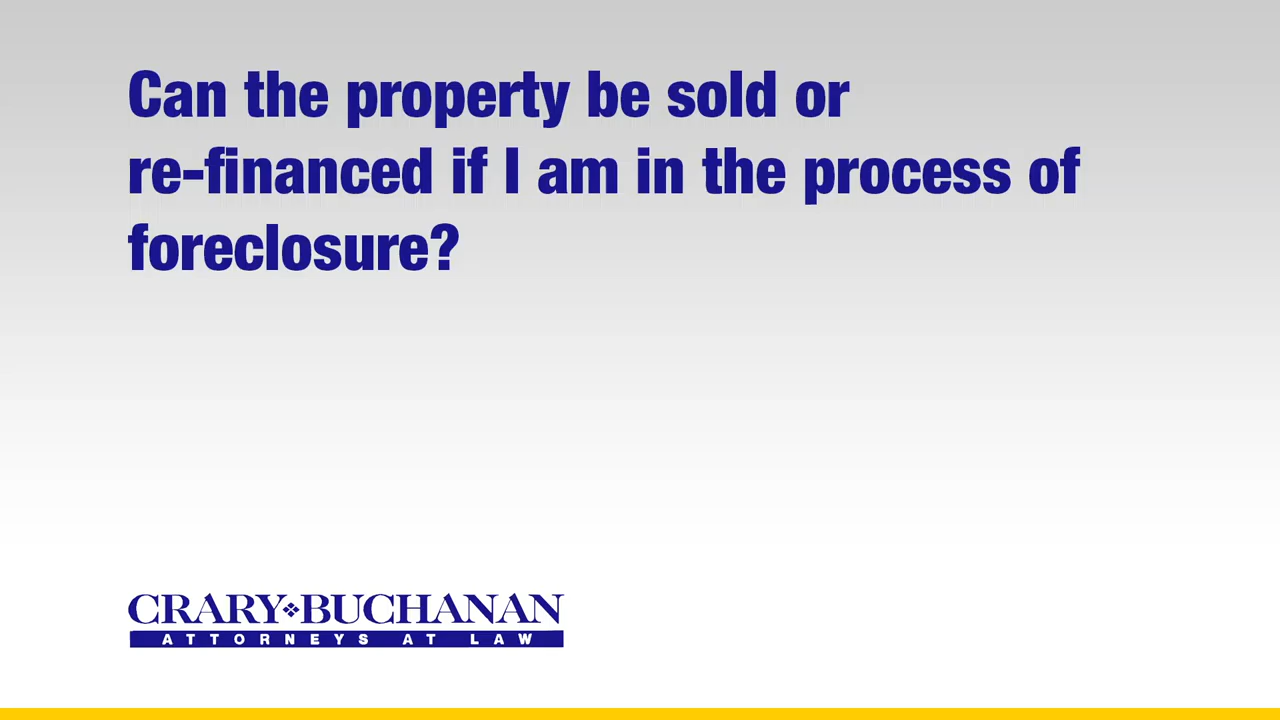 Can the property be sold or
re-financed if I am in the process of
foreclosure?
CRARY BUCHANAN
ATTORNEYS AT LAW